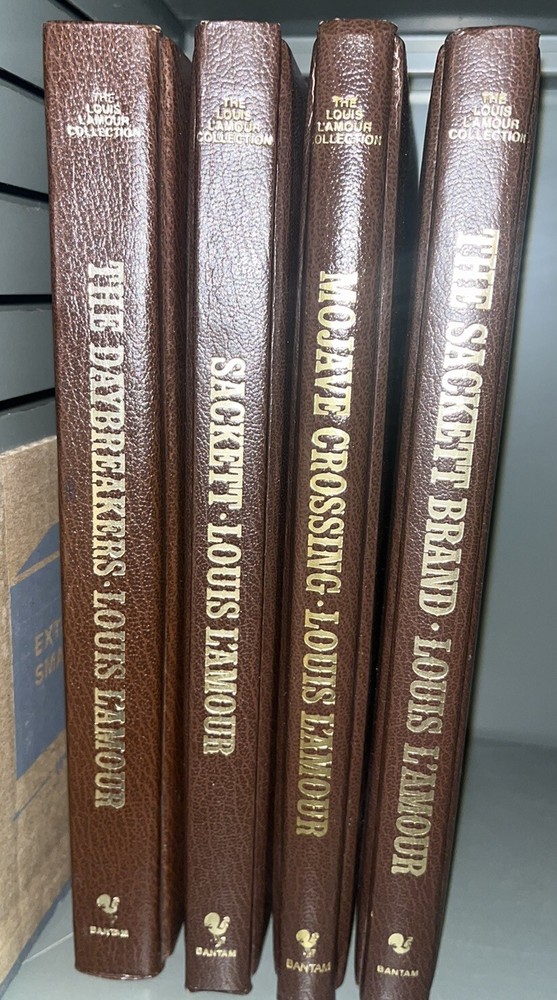 THE
LOUIS
L'AMOUR
COLLECTION
THE DAYBREAKERS · LOUIS L'AMOUR
BANTAM
THE
LOUIS
L'AMOUR
COLLECTION
SACKETT · LOUIS L'AMOUR
BANTAM
THE
LOUIS
L'AMOUR
COLLECTION
MOJAVE CROSSING · LOUIS L'AMOUR
BANTAM
THE
LOUIS
L'AMOUR
COLLECTION
THE SACKETT BRAND · LOUIS L'AMOUR
BANTAM